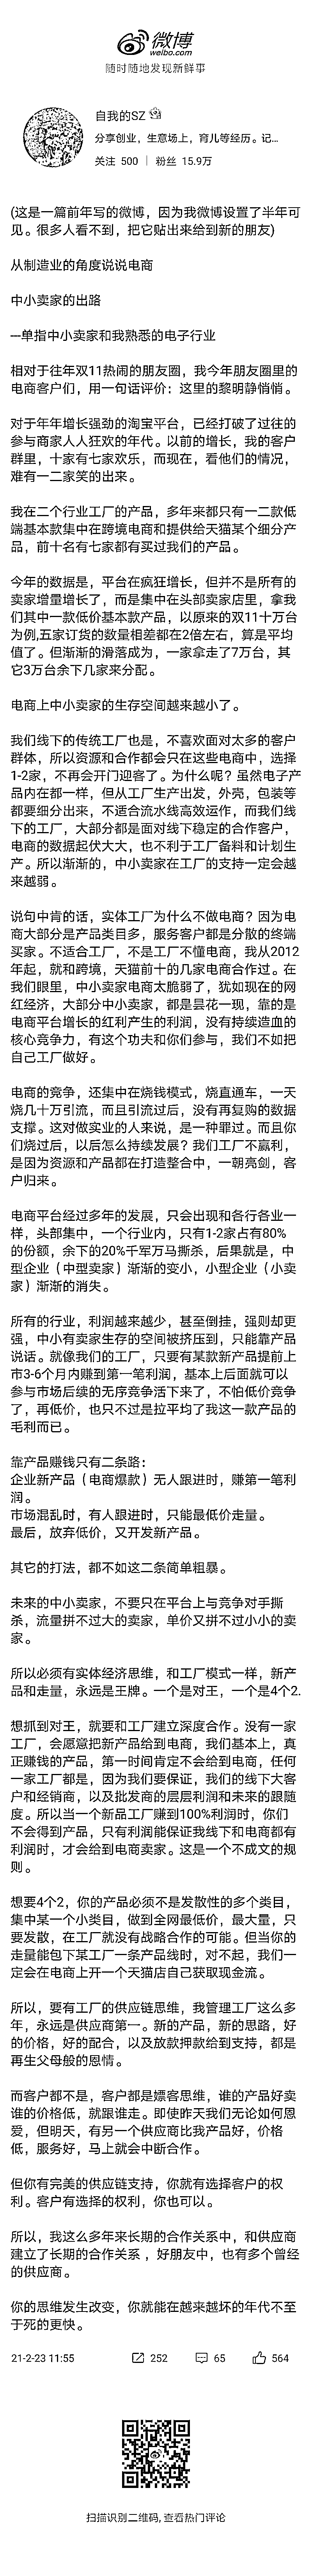 微博
weibo.com
随时随地发现新鲜事
自我的SZ
分享创业，生意场上，育儿等经历。记...
关注 500 | 粉丝 15.9万
(这是一篇前年写的微博，因为我微博设置了半年可
见。很多人看不到，把它贴出来给到新的朋友)
从制造业的角度说说电商
中小卖家的出路
---单指中小卖家和我熟悉的电子行业
相对于往年双11热闹的朋友圈，我今年朋友圈里的
电商客户们，用一句话评价：这里的黎明静悄悄。
对于年年增长强劲的淘宝平台，已经打破了过往的
参与商家人人狂欢的年代。以前的增长，我的客户
群里，十家有七家欢乐，而现在，看他们的情况，
难有一二家笑的出来。
我在二个行业工厂的产品，多年来都只有一二款低
端基本款集中在跨境电商和提供给天猫某个细分产
品，前十名有七家都有买过我们的产品。
今年的数据是，平台在疯狂增长，但并不是所有的
卖家增量增长了，而是集中在头部卖家店里，拿我
们其中一款低价基本款产品，以原来的双11十万台
为例,五家订货的数量相差都在2倍左右，算是平均
值了。但渐渐的滑落成为，一家拿走了7万台，其
它3万台余下几家来分配。
电商上中小卖家的生存空间越来越小了。
我们线下的传统工厂也是，不喜欢面对太多的客户
群体，所以资源和合作都会只在这些电商中，选择
1-2家，不再会开门迎客了。为什么呢？虽然电子产
品内在都一样，但从工厂生产出发，外亮，包装等
都要细分出来，不适合流水线高效运作，而我们线
下的工厂，大部分都是面对线下稳定的合作客户，
电商的数据起伏大大，也不利于工厂备料和计划生
产。所以渐渐的，中小卖家在工厂的支持一定会越
来越弱。
说句中肯的话，实体工厂为什么不做电商？因为电
商大部分是产品类目多，服务客户都是分散的终端
买家。不适合工厂，不是工厂不懂电商，我从2012
年起，就和跨境，天猫前十的几家电商合作过。在
我们眼里，中小卖家电商太脆弱了，犹如现在的网
红经济，大部分中小卖家，都是昙花一现，靠的是
电商平台增长的红利产生的利润，没有持续造血的
核心竞争力，有这个功夫和你们参与，我们不如把
自己工厂做好。
电商的竞争，还集中在烧钱模式，烧直通车，一天
烧几十万引流，而且引流过后，没有再复购的数据
支撑。这对做实业的人来说，是一种罪过。而且你
们烧过后，以后怎么持续发展？我们工厂不赢利，
是因为资源和产品都在打造整合中，一朝亮剑，客
户归来。
电商平台经过多年的发展，只会出现和各行各业一
样，头部集中，一个行业内，只有1-2家占有80%
的份额，余下的20%千军万马撕杀，后果就是，中
型企业（中型卖家）渐渐的变小，小型企业（小卖
家）渐渐的消失。
所有的行业，利润越来越少，甚至倒挂，强则却更
强，中小有卖家生存的空间被挤压到，只能靠产品
说话。就像我们的工厂，只要有某款新产品提前上
市3-6个月内赚到第一笔利润，基本上后面就可以
参与市场后续的无序竞争活下来了，不怕低价竞争
了，再低价，也只不过是拉平均了我这一款产品的
毛利而已。
靠产品赚钱只有二条路：
企业新产品（电商爆款）无人跟进时，赚第一笔利
润。
市场混乱时，有人跟进时，只能最低价走量。
最后，放弃低价，又开发新产品。
其它的打法，都不如这二条简单粗暴。
未来的中小卖家，不要只在平台上与竞争对手撕
杀，流量拼不过大的卖家，单价又拼不过小小的卖
家。
所以必须有实体经济思维，和工厂模式一样，新产
品和走量，永远是王牌。一个是对王，一个是4个2.
想抓到对王，就要和工厂建立深度合作。没有一家
工厂，会愿意把新产品给到电商，我们基本上，真
正赚钱的产品，第一时间肯定不会给到电商，任何
一家工厂都是，因为我们要保证，我们的线下大客
户和经销商，以及批发商的层层利润和未来的跟随
度。所以当一个新品工厂赚到100%利润时，你们
不会得到产品，只有利润能保证我线下和电商都有
利润时，才会给到电商卖家。这是一个不成文的规
则。
想要4个2，你的产品必须不是发散性的多个类目，
集中某一个小类目，做到全网最低价，最大量，只
要发散，在工厂就没有战略合作的可能。但当你的
走量能包下某工厂一条产品线时，对不起，我们一
定会在电商上开一个天猫店自己获取现金流。
所以，要有工厂的供应链思维，我管理工厂这么多
年，永远是供应商第一。新的产品，新的思路，好
的价格，好的配合，以及放款押款给到支持，都是
再生父母般的恩情。
而客户都不是，客户都是嫖客思维，谁的产品好卖
谁的价格低，就跟谁走。即使昨天我们无论如何恩
爱，但明天，有另一个供应商比我产品好，价格
低，服务好，马上就会中断合作。
但你有完美的供应链支持，你就有选择客户的权
利。客户有选择的权利，你也可以。
所以，我这么多年来长期的合作关系中，和供应商
建立了长期的合作关系，好朋友中，也有多个曾经
的供应商。
你的思维发生改变，你就能在越来越坏的年代不至
于死的更快。
21-2-23 11:55 252 65 564
扫描识别二维码, 查看热门评论